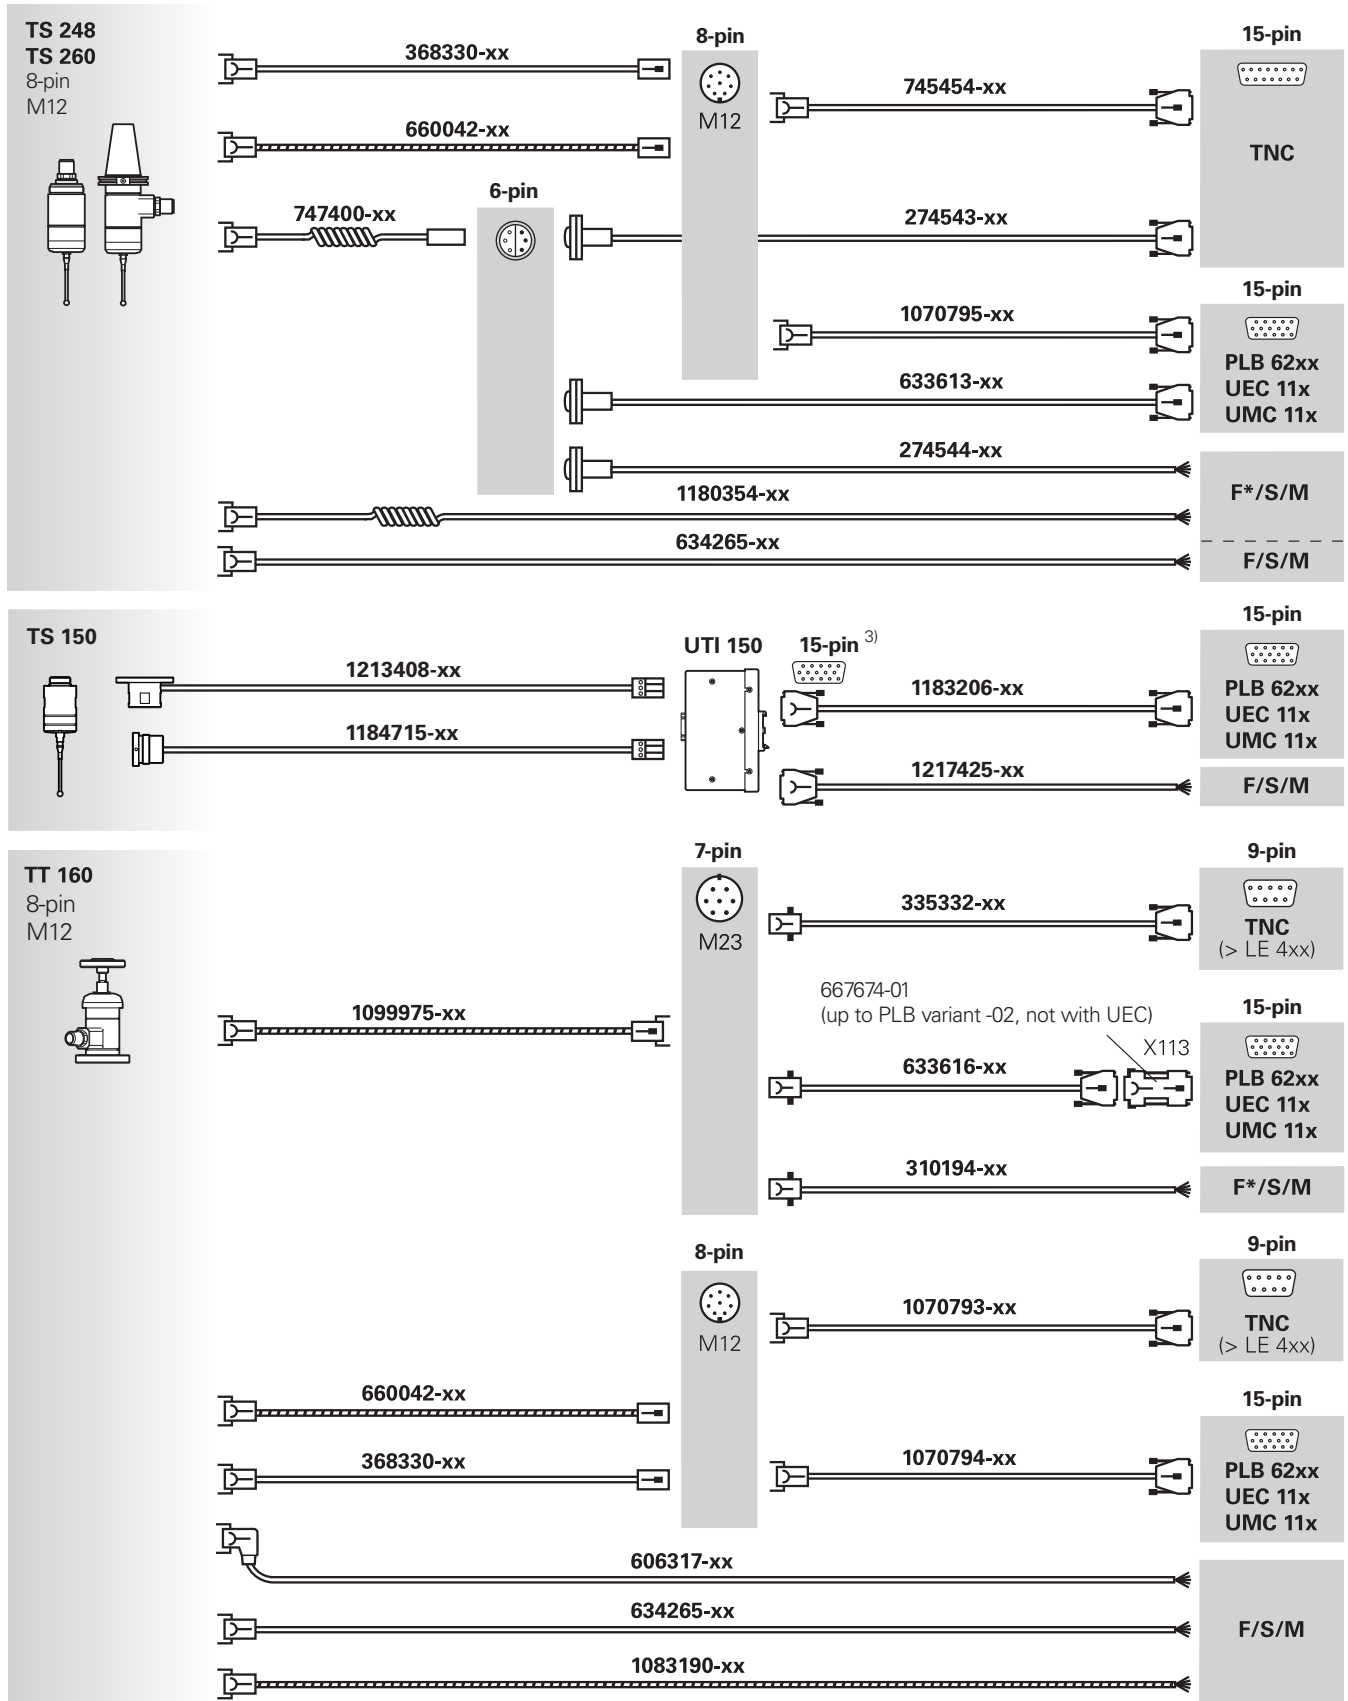 TS 248
TS 260
8-pin
M12
368330-xx
8-pin
M12
15-pin
745454-xx
TNC
660042-xx
6-pin
747400-xx
274543-xx
15-pin
1070795-xx
PLB 62xx
UEC 11x
UMC 11x
633613-xx
274544-xx
F*/S/M
1180354-xx
634265-xx
F/S/M
TS 150
1213408-xx
1184715-xx
UTI 150
15-pin 3)
15-pin
1183206-xx
PLB 62xx
UEC 11x
UMC 11x
1217425-xx
F/S/M
TT 160
8-pin
M12
7-pin
M23
9-pin
335332-xx
TNC
(> LE 4xx)
1099975-xx
667674-01
(up to PLB variant -02, not with UEC)
X113
15-pin
633616-xx
PLB 62xx
UEC 11x
UMC 11x
310194-xx
F*/S/M
8-pin
M12
9-pin
1070793-xx
TNC
(> LE 4xx)
660042-xx
15-pin
368330-xx
1070794-xx
PLB 62xx
UEC 11x
UMC 11x
606317-xx
634265-xx
F/S/M
1083190-xx